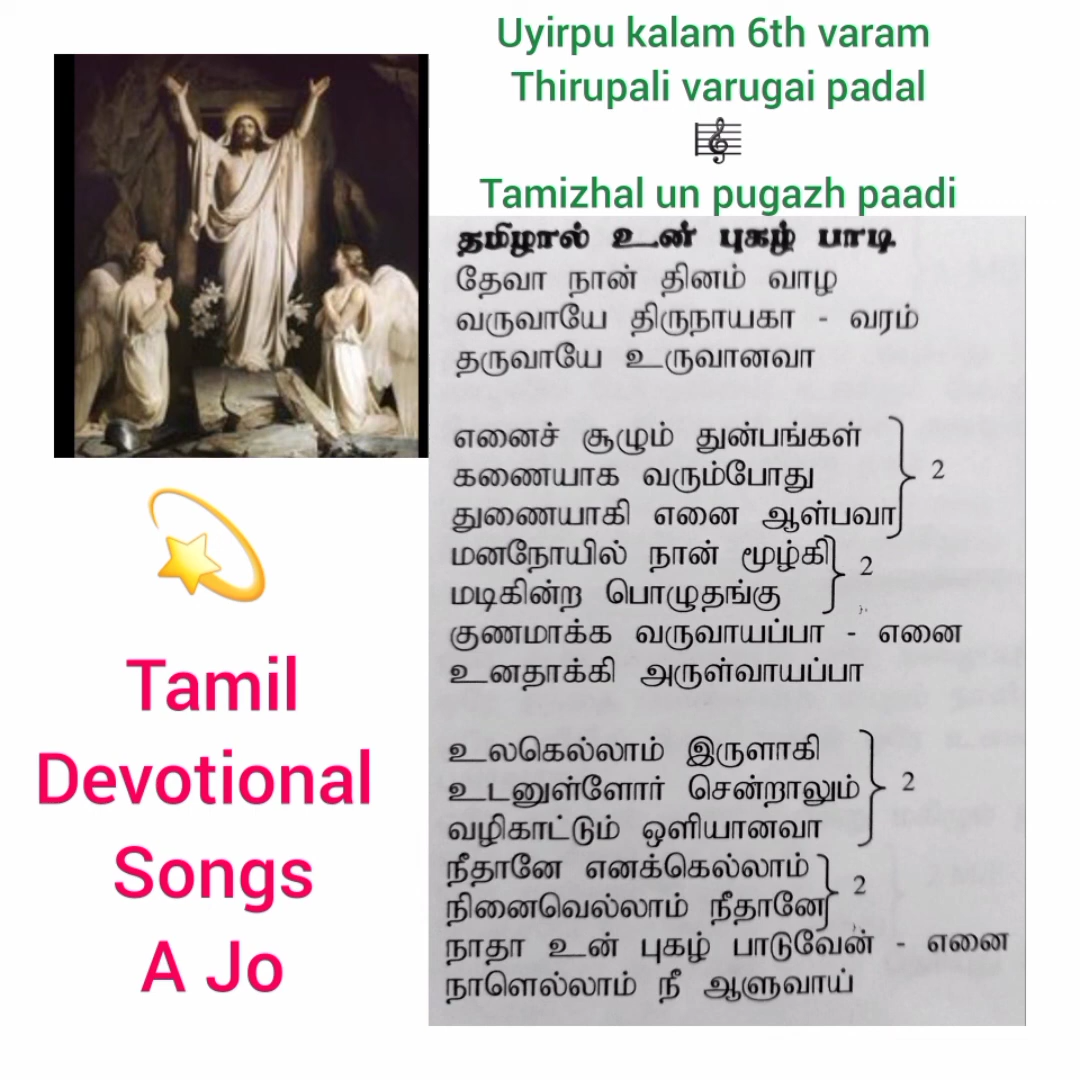 Uyirpu kalam 6th varam
Thirupali varugai padal
Tamizhal un pugazh paadi
தமிழால் உன் புகழ் பாடி
தேவா நான் தினம் வாழ
வருவாயே திருநாயகா - வரம்
தருவாயே உருவானவா
எனைச் சூழும் துன்பங்கள்
கணையாக வரும்போது } 2
துணையாகி எனை ஆள்பவா
மனநோயில் நான் மூழ்கி } 2
மடிகின்ற பொழுதங்கு
குணமாக்க வருவாயப்பா - எனை
உனதாக்கி அருள்வாயப்பா
உலகெல்லாம் இருளாகி
உடனுள்ளோர் சென்றாலும் } 2
வழிகாட்டும் ஒளியானவா
நீதானே எனக்கெல்லாம் } 2
நினைவெல்லாம் நீதானே
நாதா உன் புகழ் பாடுவேன் - எனை
நாளெல்லாம் நீ ஆளுவாய்
Tamil
Devotional
Songs
A Jo